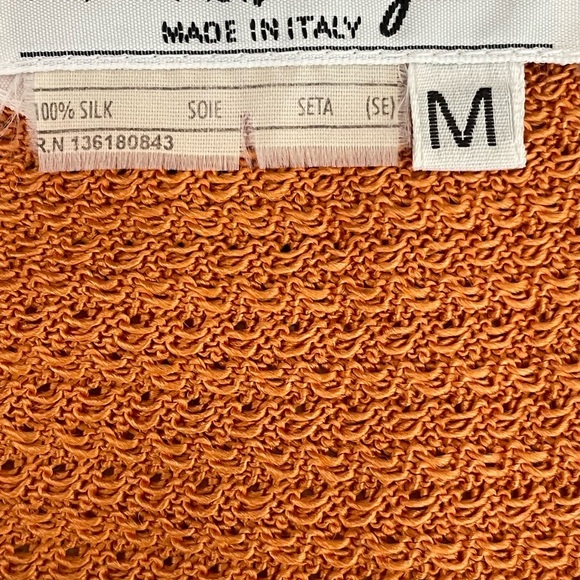 MADE IN ITALY
100% SILK SOIE SETA (SE)
R.N 136180843
M